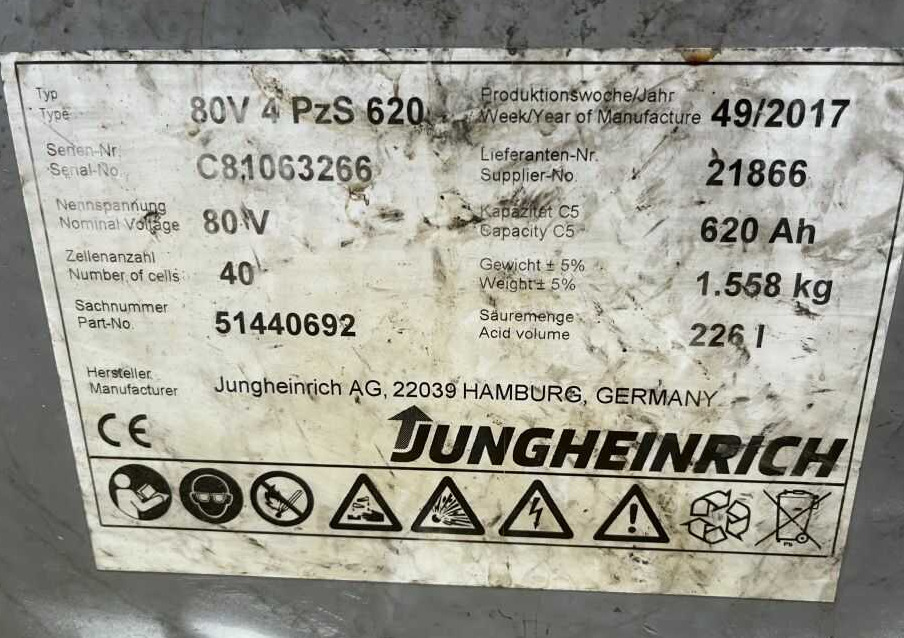 Typ 80V 4 PzS 620 Produktionswoche/Jahr 49/2017
Type Week/Year of Manufacture
Serien-Nr. C81063266 Lieferanten-Nr. 21866
Serial-No. Supplier-No.
Nennspannung 80 V Kapazität C5 620 Ah
Nominal Voltage Capacity C5
Zellenanzahl 40 Gewicht ± 5% 1.558 kg
Number of cells Weight ± 5%
Sachnummer 51440692 Säuremenge 226 l
Part-No. Acid volume
Hersteller Jungheinrich AG, 22039 HAMBURG, GERMANY
Manufacturer
CE JUNGHEINRICH
Pb